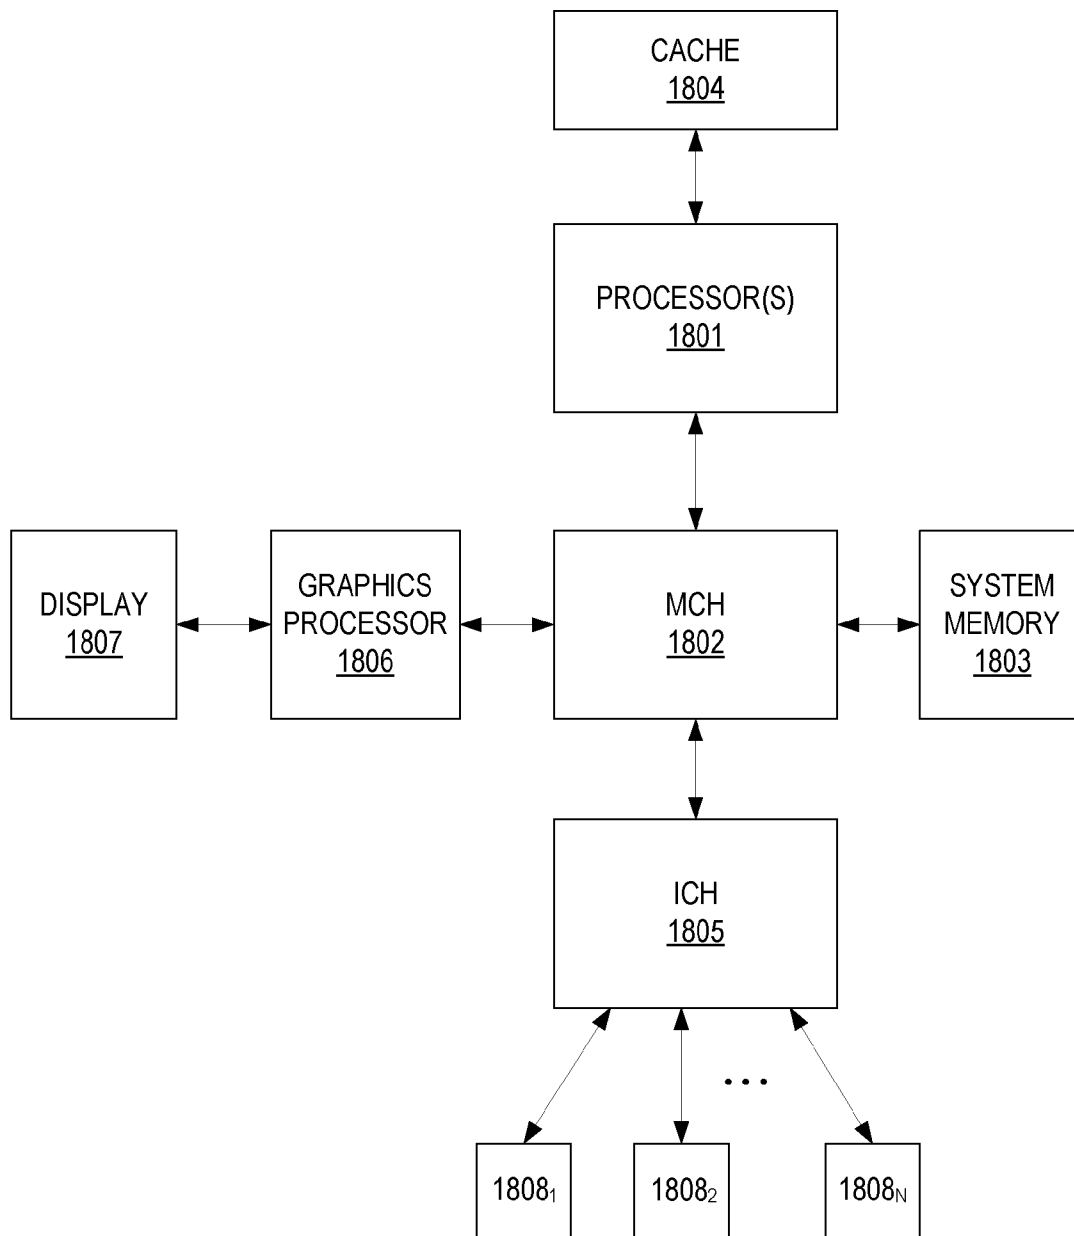 CACHE
1804
PROCESSOR(S)
1801
DISPLAY
1807
GRAPHICS
PROCESSOR
1806
MCH
1802
SYSTEM
MEMORY
1803
ICH
1805
...
1808₁
1808₂
1808ₙ